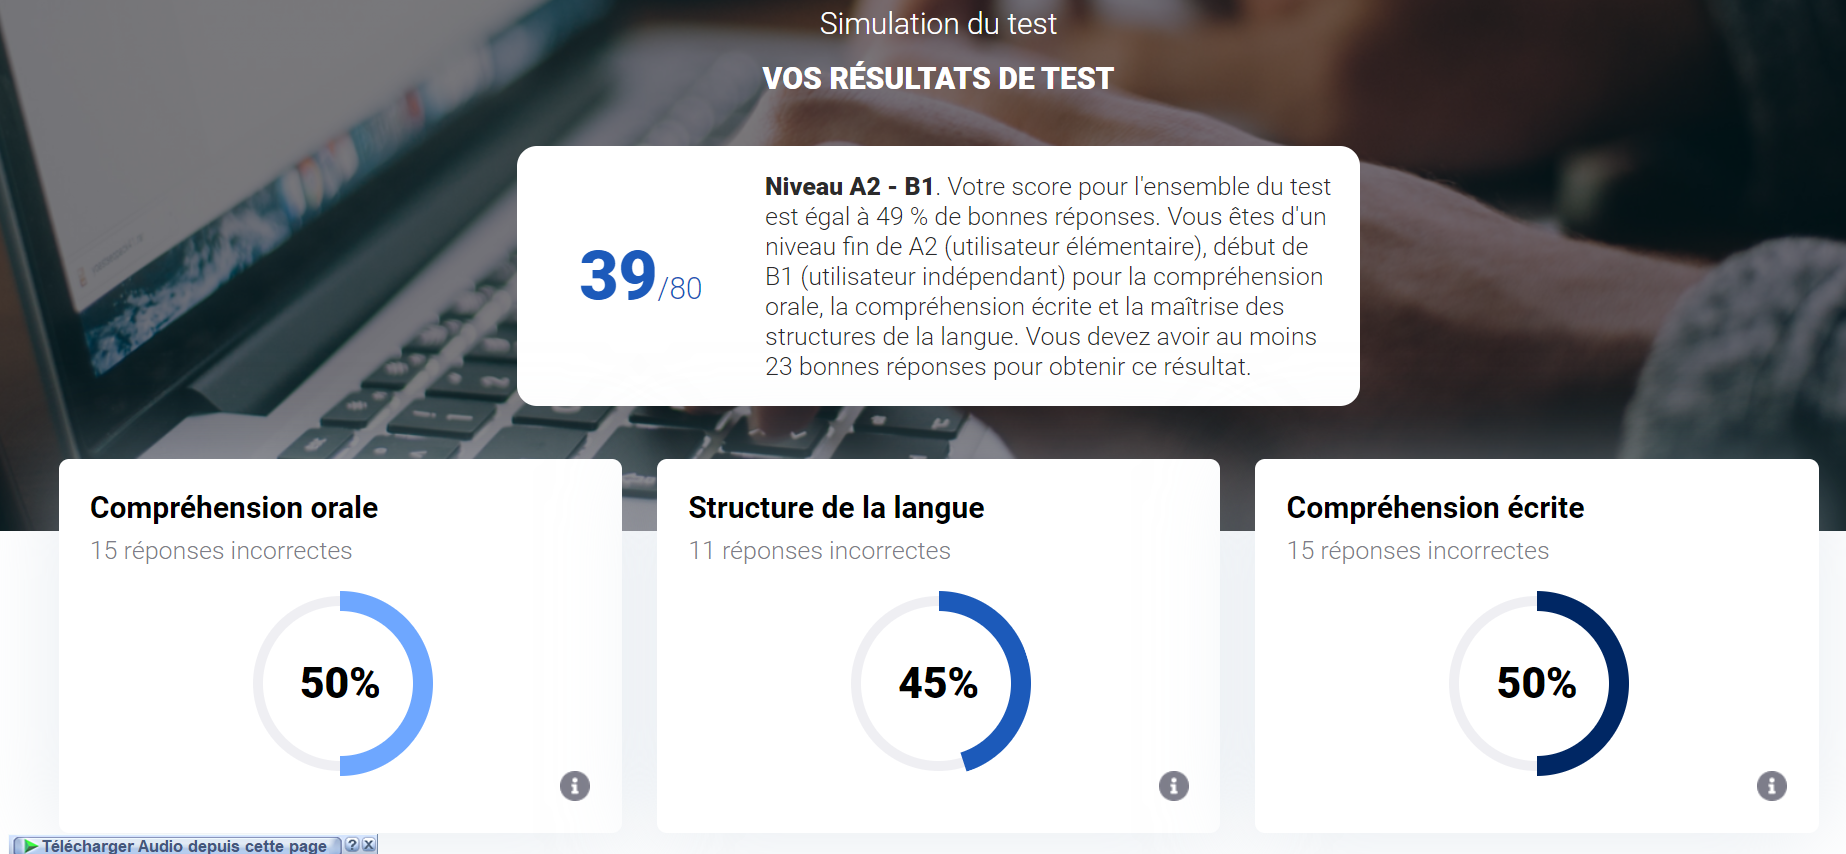 Simulation du test
VOS RÉSULTATS DE TEST
39/80
Niveau A2 - B1. Votre score pour l'ensemble du test
est égal à 49 % de bonnes réponses. Vous êtes d'un
niveau fin de A2 (utilisateur élémentaire), début de
B1 (utilisateur indépendant) pour la compréhension
orale, la compréhension écrite et la maîtrise des
structures de la langue. Vous devez avoir au moins
23 bonnes réponses pour obtenir ce résultat.
Compréhension orale
15 réponses incorrectes
50%
Structure de la langue
11 réponses incorrectes
45%
Compréhension écrite
15 réponses incorrectes
50%
Télécharger Audio depuis cette page ? X